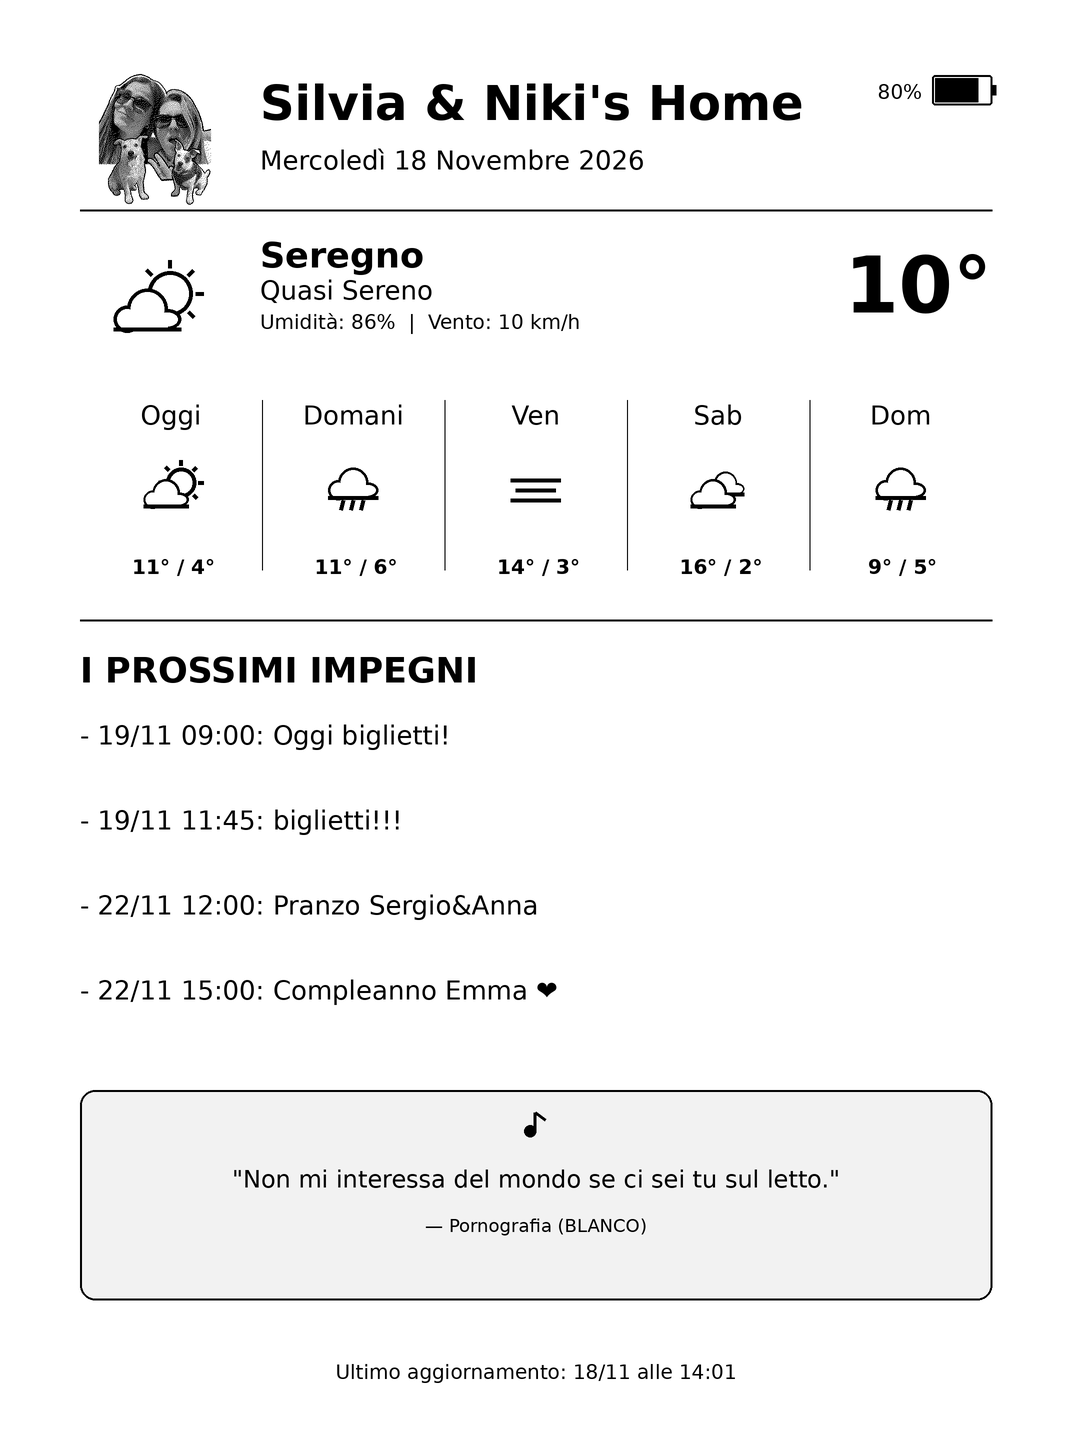 Silvia & Niki's Home
80%
Mercoledì 18 Novembre 2026
Seregno
Quasi Sereno
Umidità: 86% | Vento: 10 km/h
10°
Oggi Domani Ven Sab Dom
11° / 4° 11° / 6° 14° / 3° 16° / 2° 9° / 5°
I PROSSIMI IMPEGNI
- 19/11 09:00: Oggi biglietti!
- 19/11 11:45: biglietti!!!
- 22/11 12:00: Pranzo Sergio&Anna
- 22/11 15:00: Compleanno Emma ❤
"Non mi interessa del mondo se ci sei tu sul letto."
— Pornografia (BLANCO)
Ultimo aggiornamento: 18/11 alle 14:01